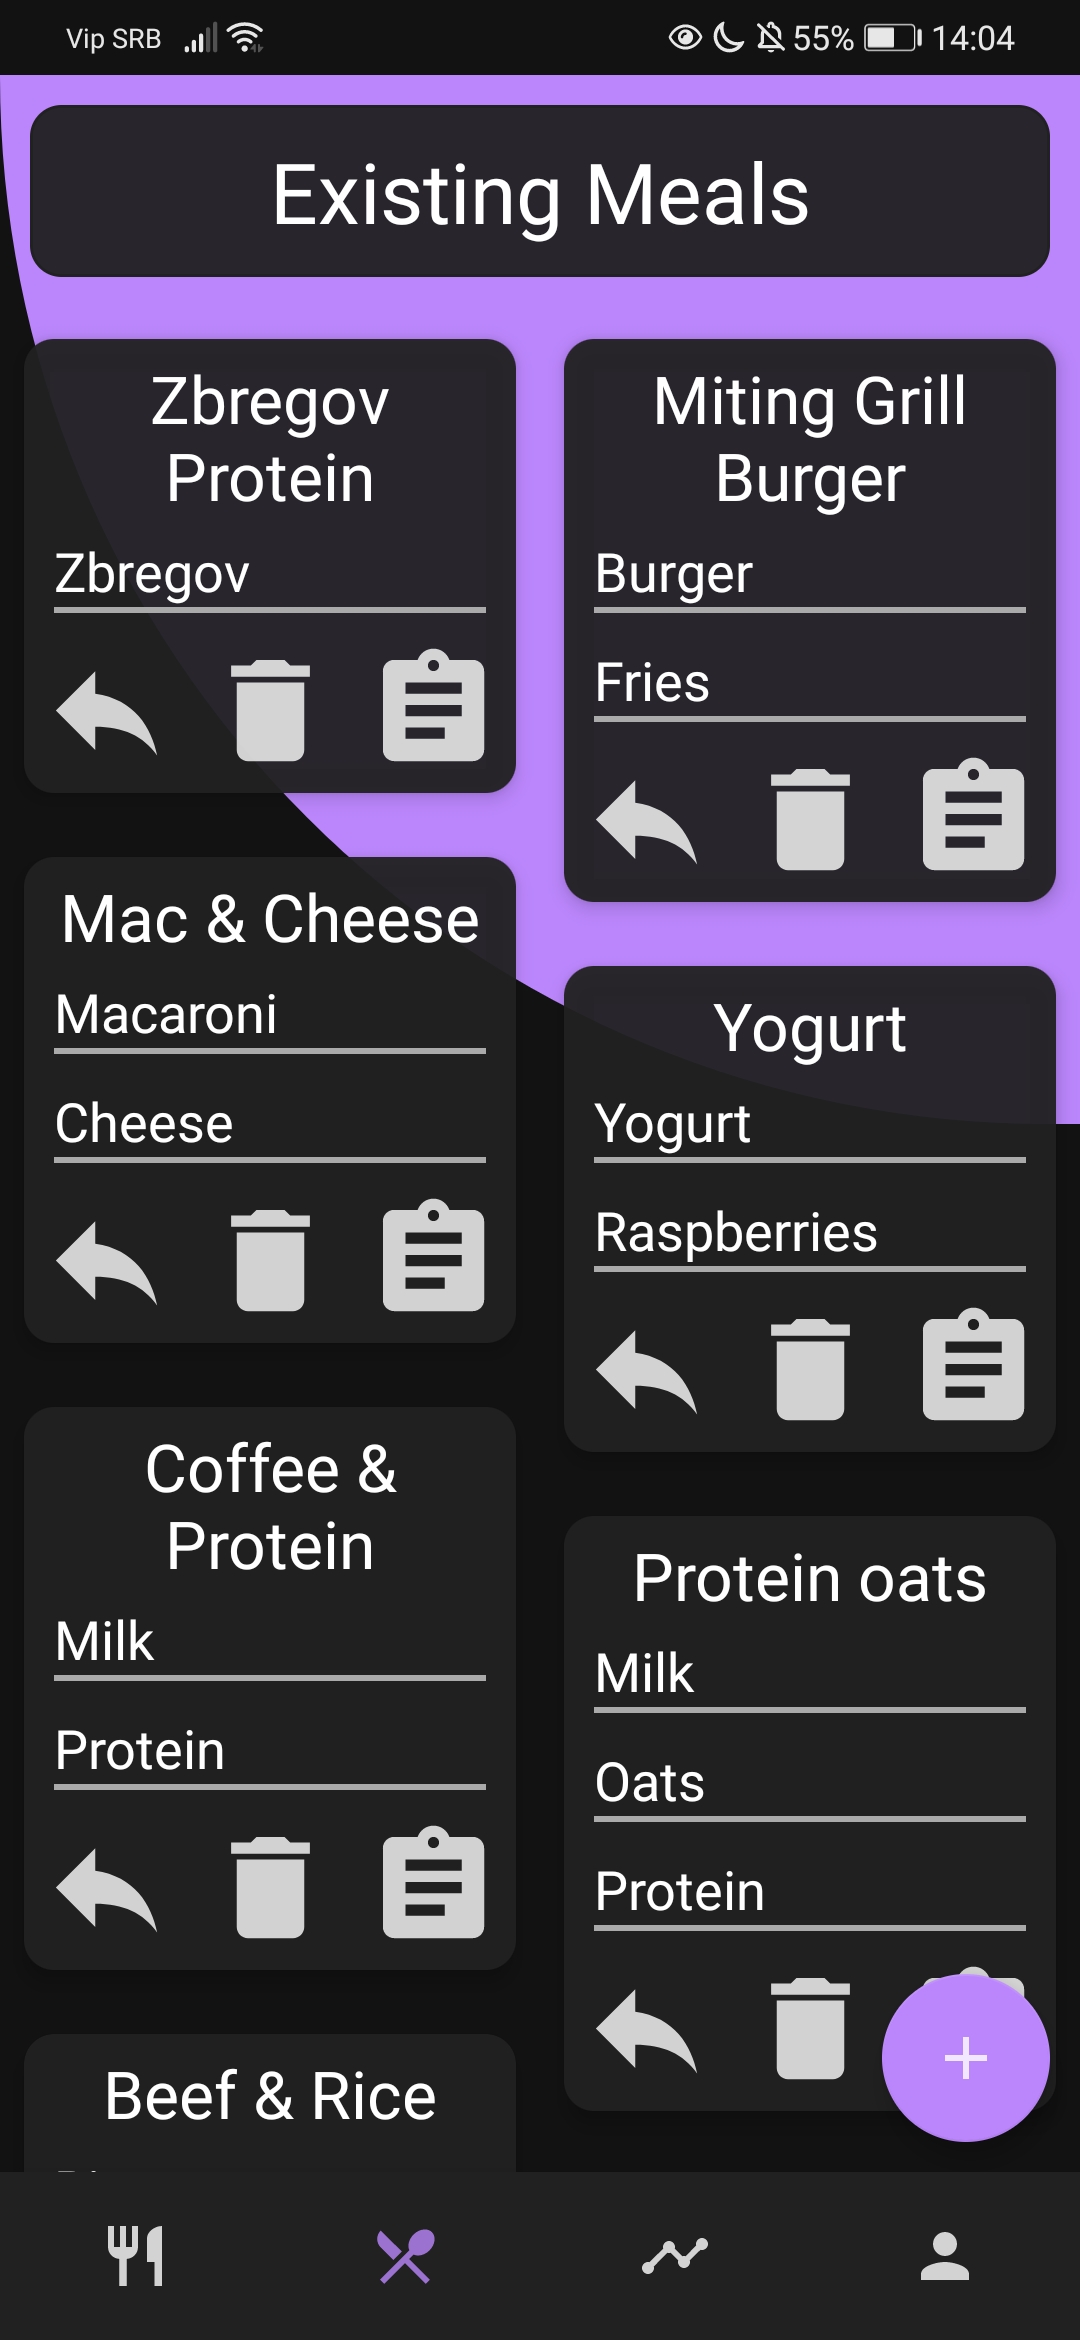 Vip SRB 55% 14:04
Existing Meals
Zbregov
Protein
Zbregov
Miting Grill
Burger
Burger
Fries
Mac & Cheese
Macaroni
Cheese
Yogurt
Yogurt
Raspberries
Coffee &
Protein
Milk
Protein
Protein oats
Milk
Oats
Protein
Beef & Rice